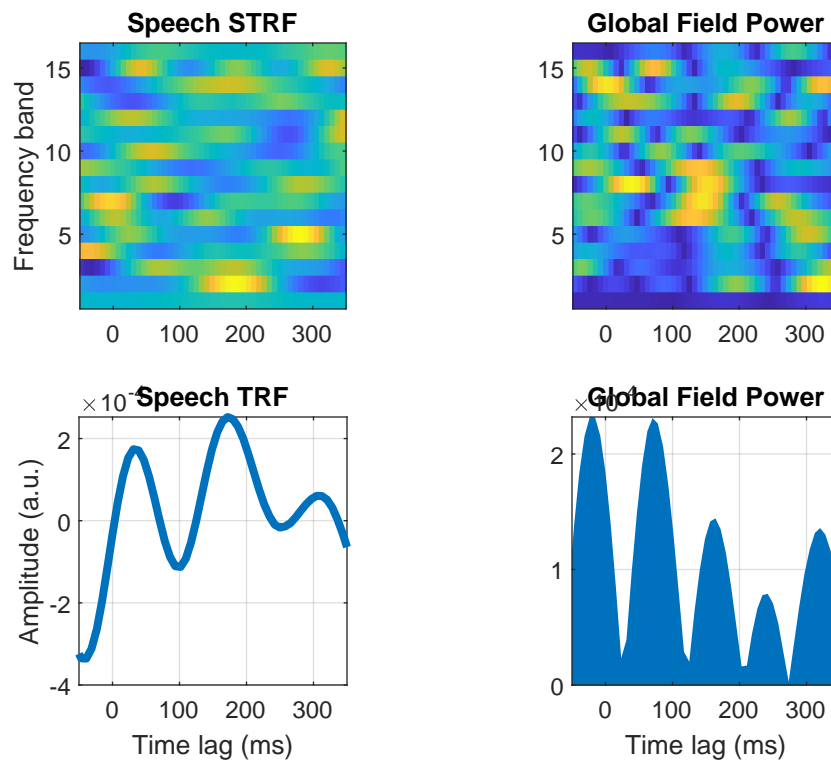 Speech STRF
Global Field Power
Frequency band
15
10
5
0 100 200 300
15
10
5
0 100 200 300
× 10⁻⁴
Speech TRF
Global Field Power
Amplitude (a.u.)
2
0
-2
-4
0 100 200 300
Time lag (ms)
2
1
0
0 100 200 300
Time lag (ms)